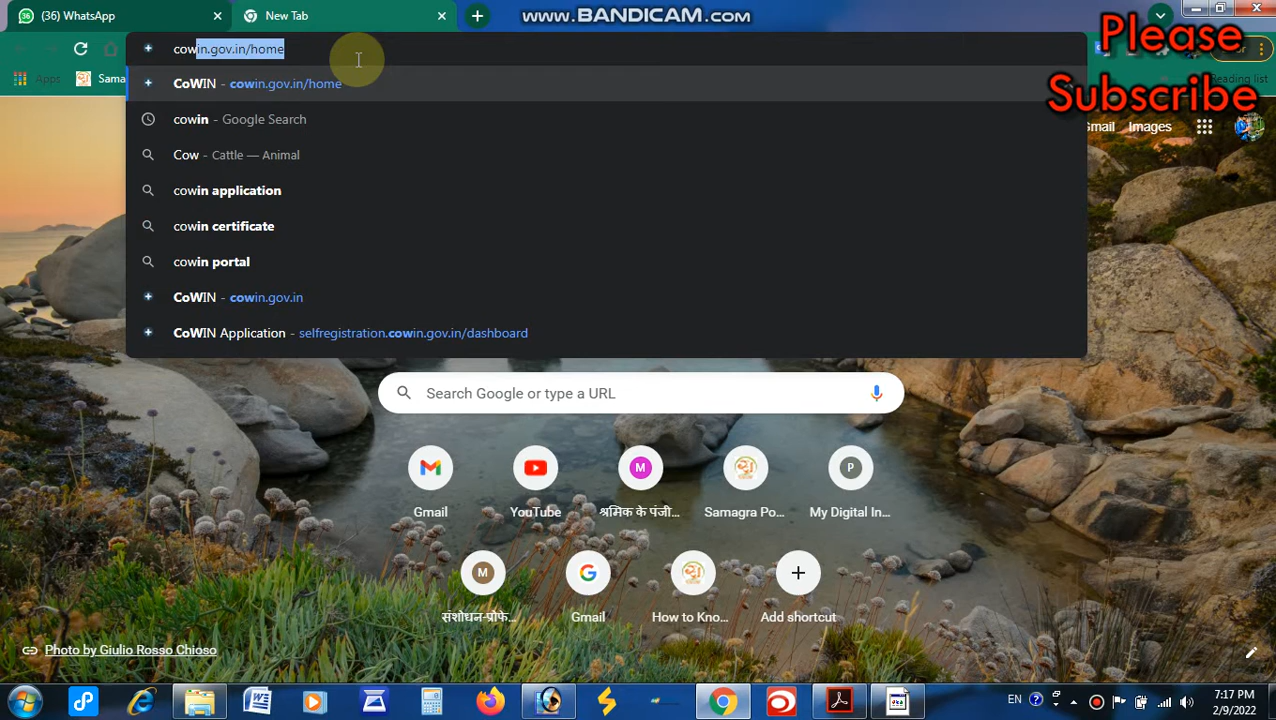 (36) WhatsApp
New Tab
www.BANDICAM.com
Please
Subscribe
cowin.gov.in/home
Apps
Sama
Reading list
CoWIN - cowin.gov.in/home
cowin - Google Search
Cow - Cattle — Animal
cowin application
cowin certificate
cowin portal
CoWIN - cowin.gov.in
CoWIN Application - selfregistration.cowin.gov.in/dashboard
Gmail
Images
Search Google or type a URL
M
P
Gmail
YouTube
श्रमिक के पंजी...
Samagra Po...
My Digital In...
M
G
संशोधन-प्रोफे...
Gmail
How to Kno...
Add shortcut
Photo by Giulio Rosso Chioso
EN
7:17 PM
2/9/2022